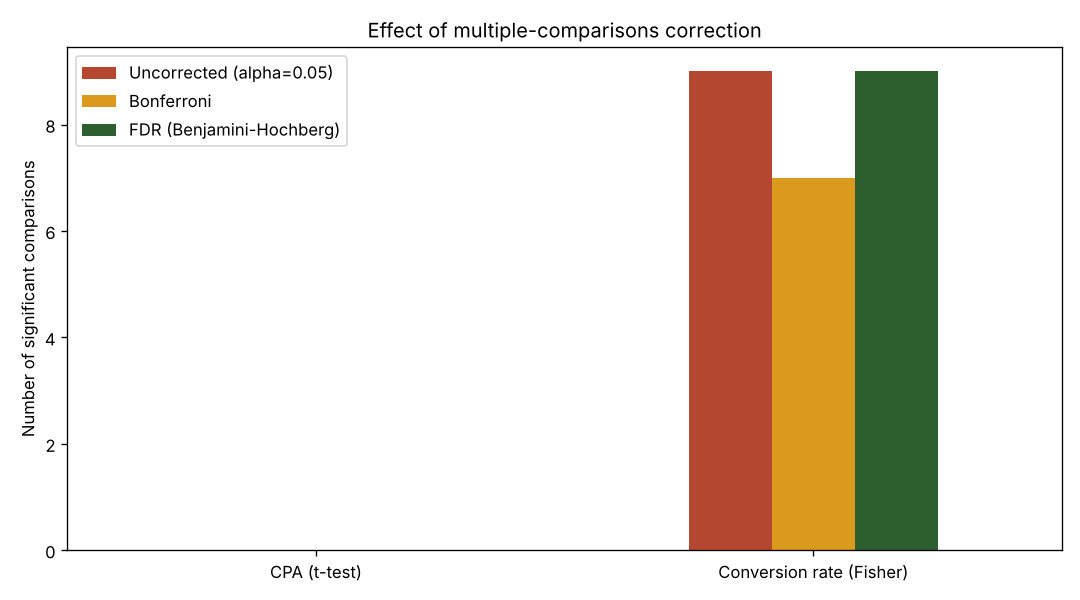 Effect of multiple-comparisons correction
Uncorrected (alpha=0.05)
Bonferroni
FDR (Benjamini-Hochberg)
Number of significant comparisons
8
6
4
2
0
CPA (t-test)
Conversion rate (Fisher)